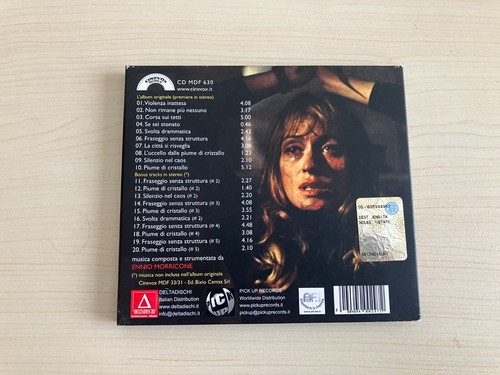 CINEVOX
CD MDF 630
www.cinevox.it
L'album originale (premiere in stereo)
01. Violenza inattesa 4.08
02. Non rimane più nessuno 3.17
03. Corsa sui tetti 5.00
04. Se sei stonato 0.46
05. Svolta drammatica 2.43
06. Fraseggio senza struttura 4.16
07. La città si risveglia 3.08
08. L'uccello dalle piume di cristallo 1.23
09. Silenzio nel caos 2.10
10. Piume di cristallo 5.12
Bonus tracks in stereo (*)
11. Fraseggio senza struttura (# 2) 2.27
12. Piume di cristallo (# 2) 1.40
13. Silenzio nel caos (# 2) 2.20
14. Fraseggio senza struttura (# 3) 4.08
15. Piume di cristallo (# 3) 3.55
16. Svolta drammatica (# 2) 2.21
17. Fraseggio senza struttura (# 4) 4.08
18. Piume di cristallo (# 4) 3.08
19. Fraseggio senza struttura (# 5) 4.16
20. Piume di cristallo (# 5) 2.10
musica composta e strumentata da
ENNIO MORRICONE
(*) musica non inclusa nell'album originale
Cinevox MDF 33/31 - Ed. Bixio Cemsa Srl
DELTADISCHI
Italian Distribution
www.deltadischi.it
info@deltadischi.it
PICK UP RECORDS
Worldwide Distribution
www.pickuprecords.it
pickup@pickuprecords.it